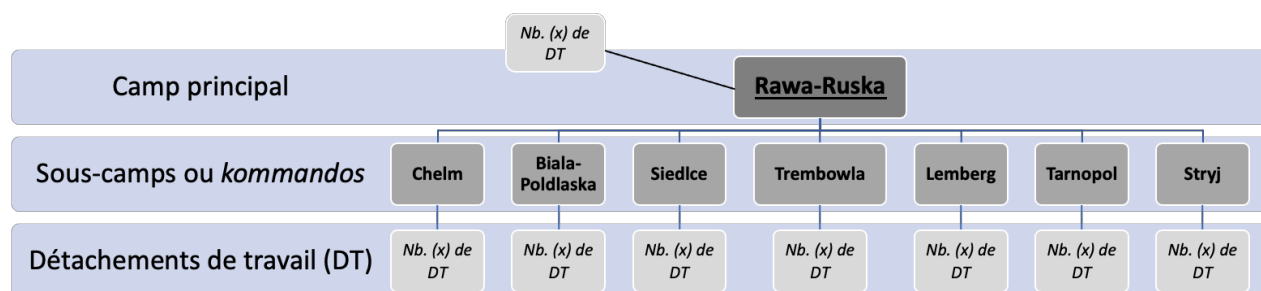 Nb. (x) de
DT
Camp principal
Rawa-Ruska
Sous-camps ou kommandos
Chelm
Biala-
Poldlaska
Siedlce
Trembowla
Lemberg
Tarnopol
Stryj
Détachements de travail (DT)
Nb. (x) de
DT
Nb. (x) de
DT
Nb. (x) de
DT
Nb. (x) de
DT
Nb. (x) de
DT
Nb. (x) de
DT
Nb. (x) de
DT